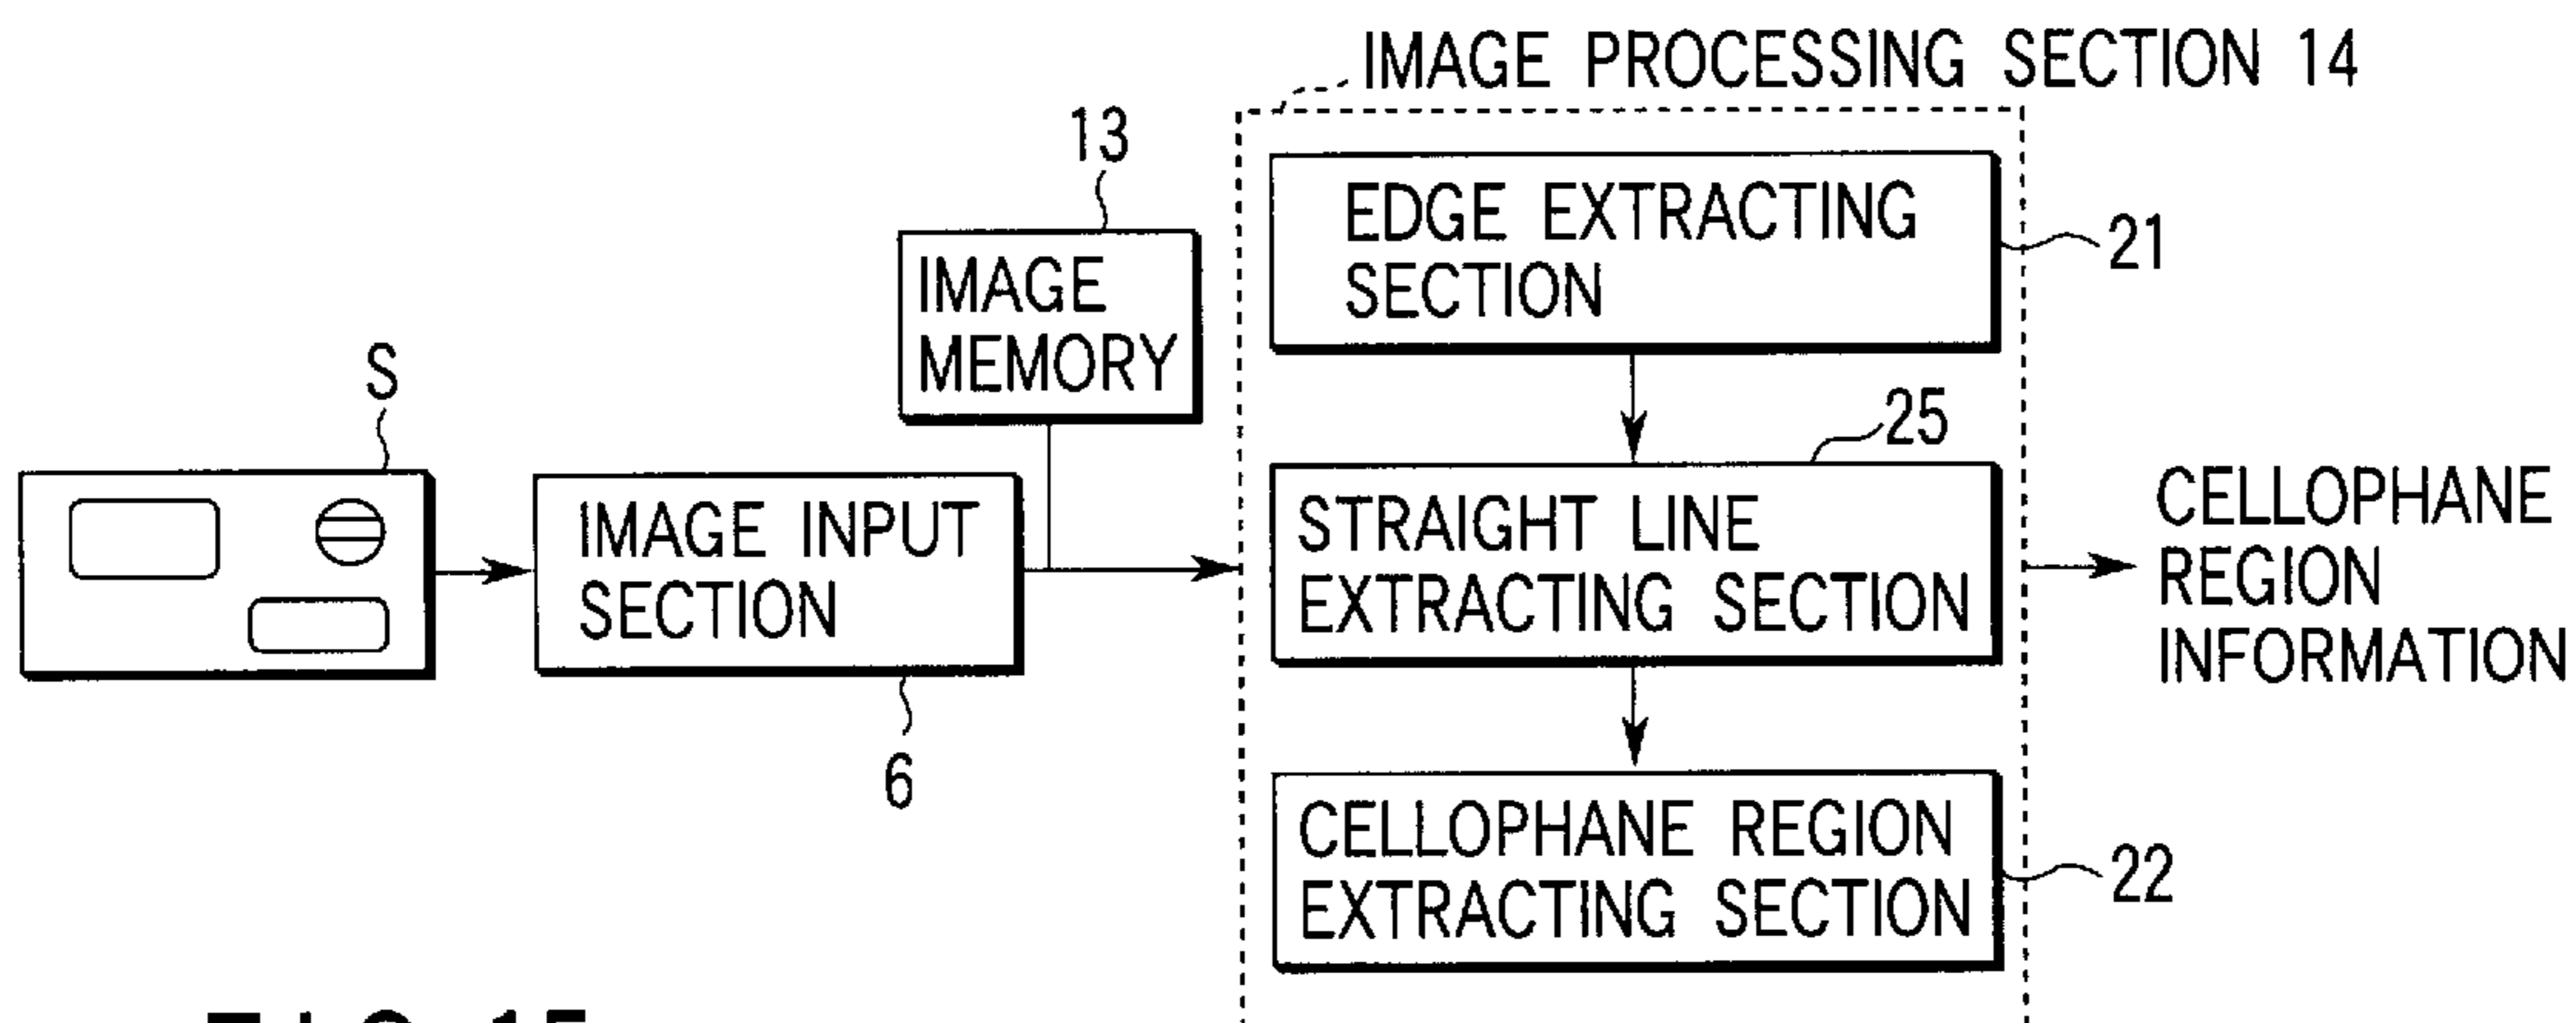 IMAGE PROCESSING SECTION 14
13
EDGE EXTRACTING
SECTION
21
IMAGE
MEMORY
S
25
IMAGE INPUT
SECTION
6
STRAIGHT LINE
EXTRACTING SECTION
CELLOPHANE
REGION
INFORMATION
CELLOPHANE REGION
EXTRACTING SECTION
22